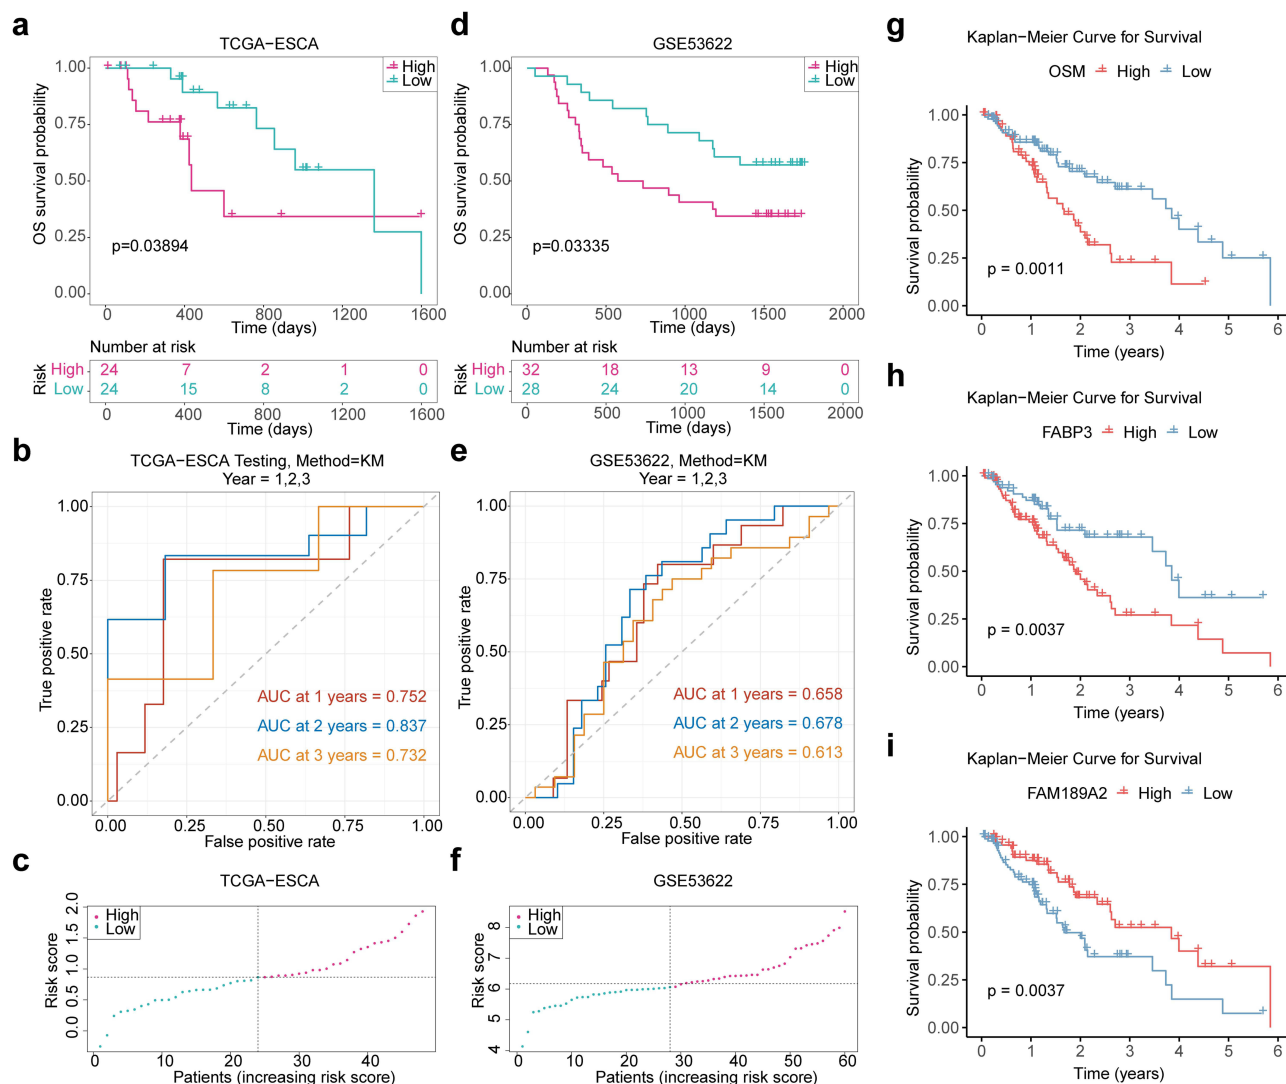 a
TCGA−ESCA
OS survival probability
1.00
0.75
0.50
0.25
0.00
High
Low
p=0.03894
0 400 800 1200 1600
Time (days)
Number at risk
Risk
High 24 7 2 1 0
Low 24 15 8 2 0
0 400 800 1200 1600
Time (days)
b
TCGA−ESCA Testing, Method=KM
Year = 1,2,3
True positive rate
1.00
0.75
0.50
0.25
0.00
AUC at 1 years = 0.752
AUC at 2 years = 0.837
AUC at 3 years = 0.732
0.00 0.25 0.50 0.75 1.00
False positive rate
c
TCGA−ESCA
Risk score
2.0
1.5
1.0
0.5
0.0
High
Low
0 10 20 30 40
Patients (increasing risk score)
d
GSE53622
OS survival probability
1.00
0.75
0.50
0.25
0.00
High
Low
p=0.03335
0 500 1000 1500 2000
Time (days)
Number at risk
Risk
High 32 18 13 9 0
Low 28 24 20 14 0
0 500 1000 1500 2000
Time (days)
e
GSE53622, Method=KM
Year = 1,2,3
True positive rate
1.00
0.75
0.50
0.25
0.00
AUC at 1 years = 0.658
AUC at 2 years = 0.678
AUC at 3 years = 0.613
0.00 0.25 0.50 0.75 1.00
False positive rate
f
GSE53622
Risk score
8
7
6
5
4
High
Low
0 10 20 30 40 50 60
Patients (increasing risk score)
g
Kaplan−Meier Curve for Survival
OSM High Low
Survival probability
1.00
0.75
0.50
0.25
0.00
p = 0.0011
0 1 2 3 4 5 6
Time (years)
h
Kaplan−Meier Curve for Survival
FABP3 High Low
Survival probability
1.00
0.75
0.50
0.25
0.00
p = 0.0037
0 1 2 3 4 5 6
Time (years)
i
Kaplan−Meier Curve for Survival
FAM189A2 High Low
Survival probability
1.00
0.75
0.50
0.25
0.00
p = 0.0037
0 1 2 3 4 5 6
Time (years)